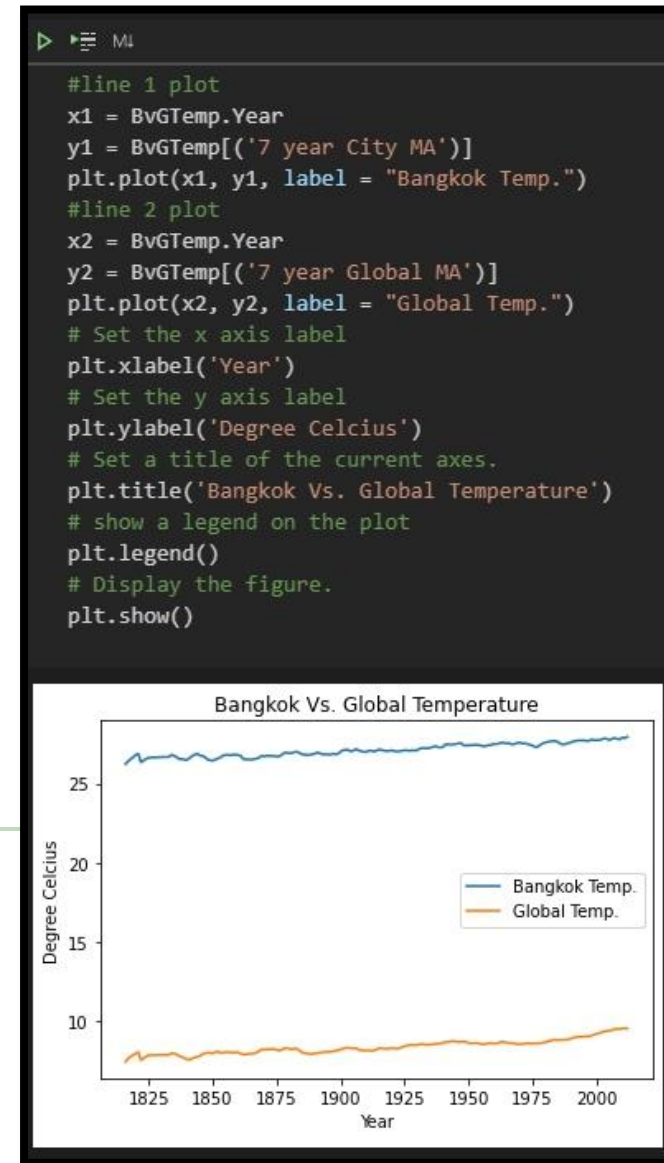 M↓
#line 1 plot
x1 = BvGTemp.Year
y1 = BvGTemp[('7 year City MA')]
plt.plot(x1, y1, label = "Bangkok Temp.")
#line 2 plot
x2 = BvGTemp.Year
y2 = BvGTemp[('7 year Global MA')]
plt.plot(x2, y2, label = "Global Temp.")
# Set the x axis label
plt.xlabel('Year')
# Set the y axis label
plt.ylabel('Degree Celcius')
# Set a title of the current axes.
plt.title('Bangkok Vs. Global Temperature')
# show a legend on the plot
plt.legend()
# Display the figure.
plt.show()
Bangkok Vs. Global Temperature
Degree Celcius
25
20
15
10
Bangkok Temp.
Global Temp.
1825 1850 1875 1900 1925 1950 1975 2000
Year